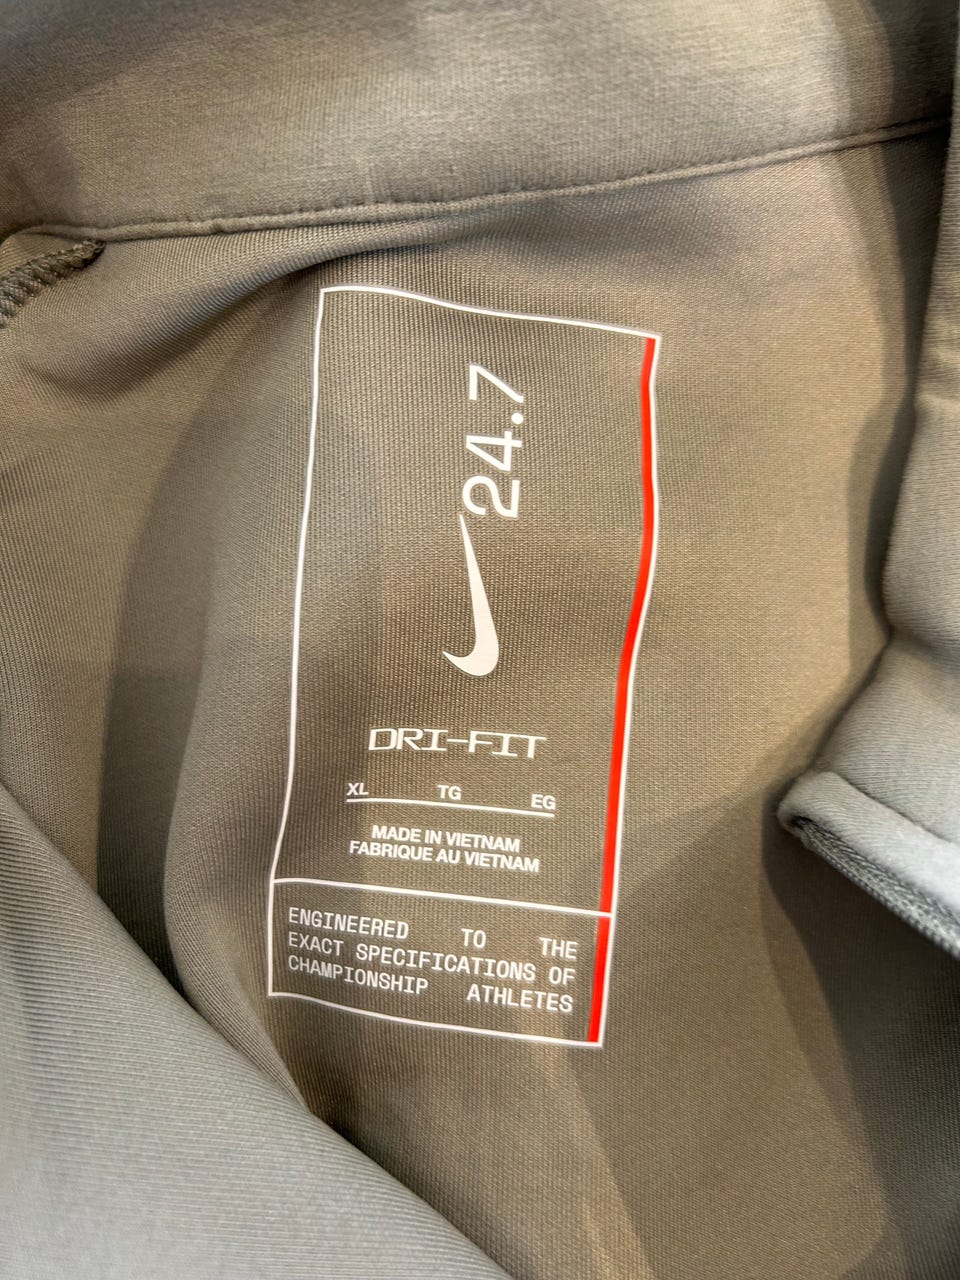 24.7
DRI-FIT
XL TG EG
MADE IN VIETNAM
FABRIQUE AU VIETNAM
ENGINEERED TO THE
EXACT SPECIFICATIONS OF
CHAMPIONSHIP ATHLETES